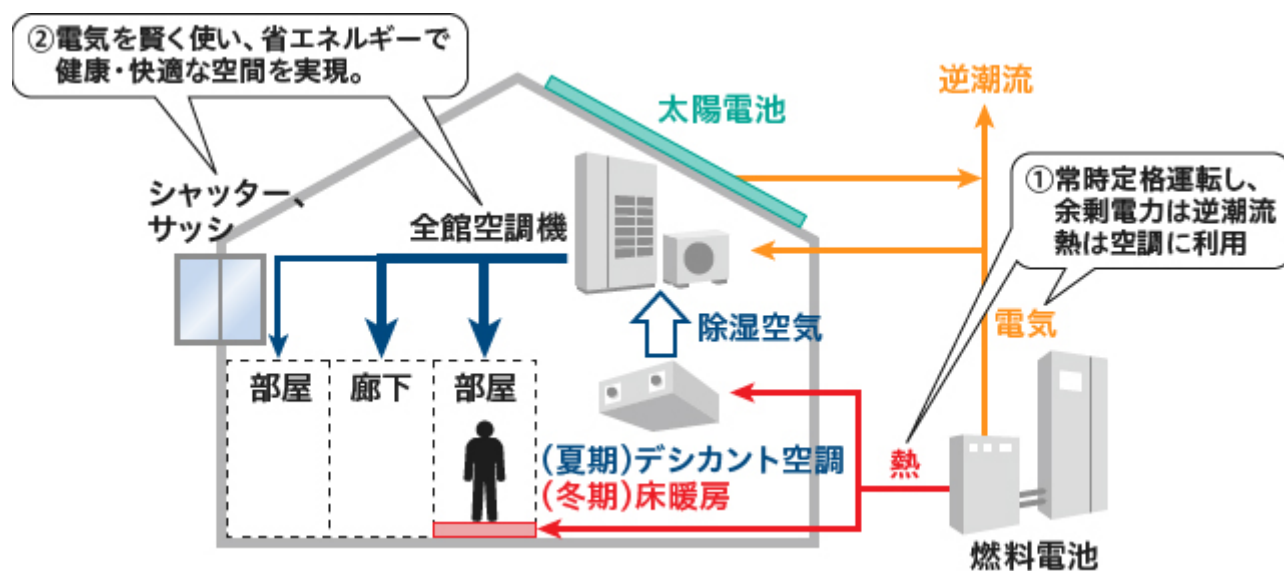 ②電気を賢く使い、省エネルギーで
健康・快適な空間を実現。
太陽電池
逆潮流
①常時定格運転し、
余剰電力は逆潮流
熱は空調に利用
シャッター、
サッシ
全館空調機
除湿空気
電気
部屋
廊下
部屋
(夏期)デシカント空調
(冬期)床暖房
熱
燃料電池